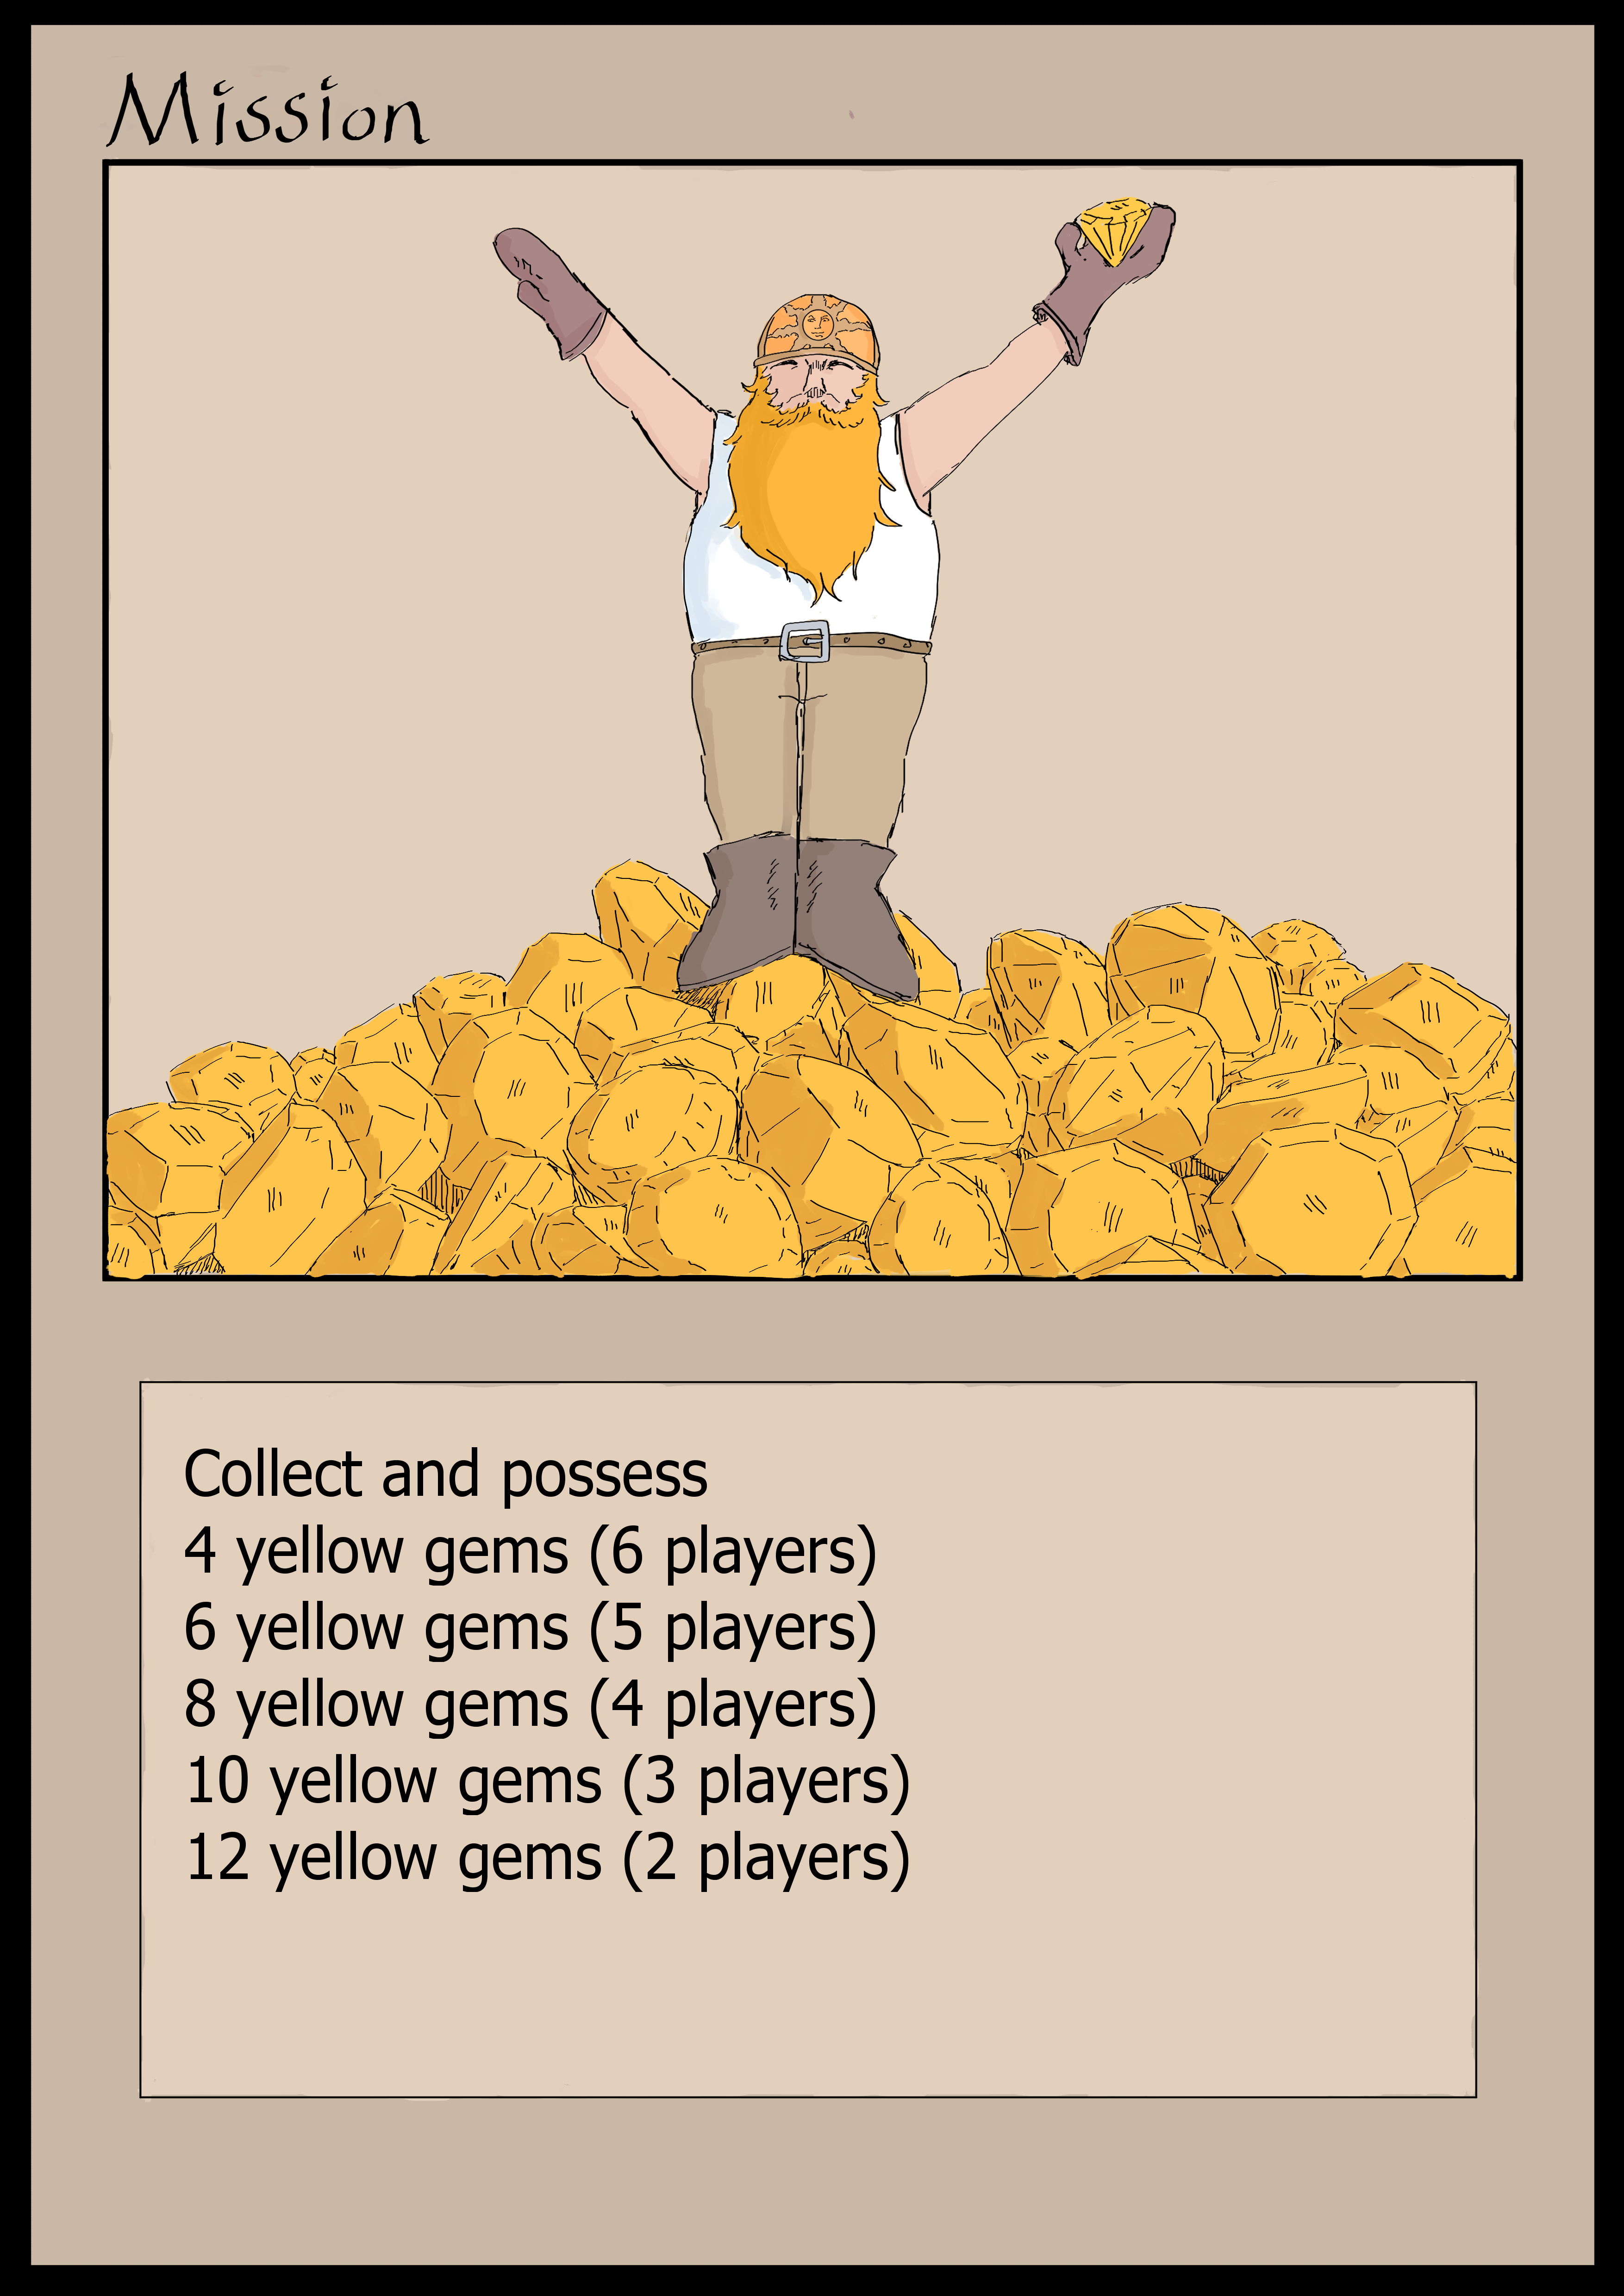 Mission
Collect and possess
4 yellow gems (6 players)
6 yellow gems (5 players)
8 yellow gems (4 players)
10 yellow gems (3 players)
12 yellow gems (2 players)